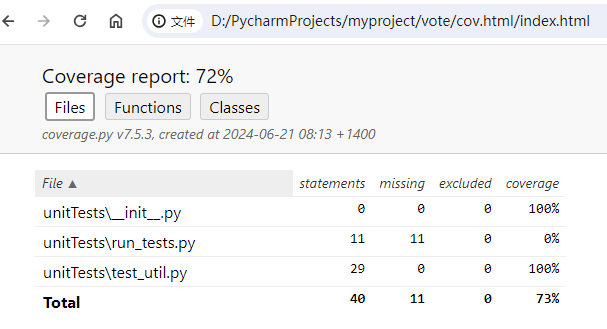 文件 D:/PycharmProjects/myproject/vote/cov.html/index.html
Coverage report: 72%
Files Functions Classes
coverage.py v7.5.3, created at 2024-06-21 08:13 +1400
File ▲ statements missing excluded coverage
unitTests\__init__.py 0 0 0 100%
unitTests\run_tests.py 11 11 0 0%
unitTests\test_util.py 29 0 0 100%
Total 40 11 0 73%